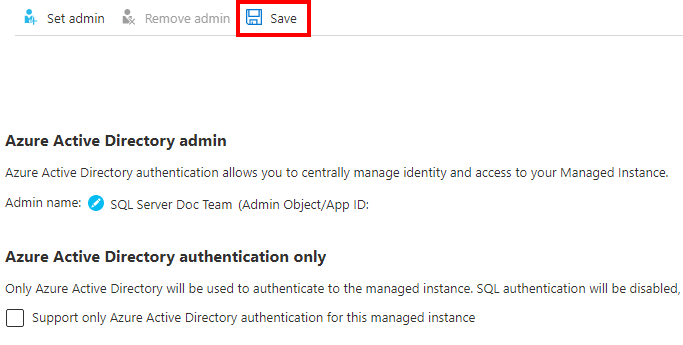 Set admin Remove admin Save
Azure Active Directory admin
Azure Active Directory authentication allows you to centrally manage identity and access to your Managed Instance.
Admin name: SQL Server Doc Team (Admin Object/App ID:
Azure Active Directory authentication only
Only Azure Active Directory will be used to authenticate to the managed instance. SQL authentication will be disabled,
Support only Azure Active Directory authentication for this managed instance